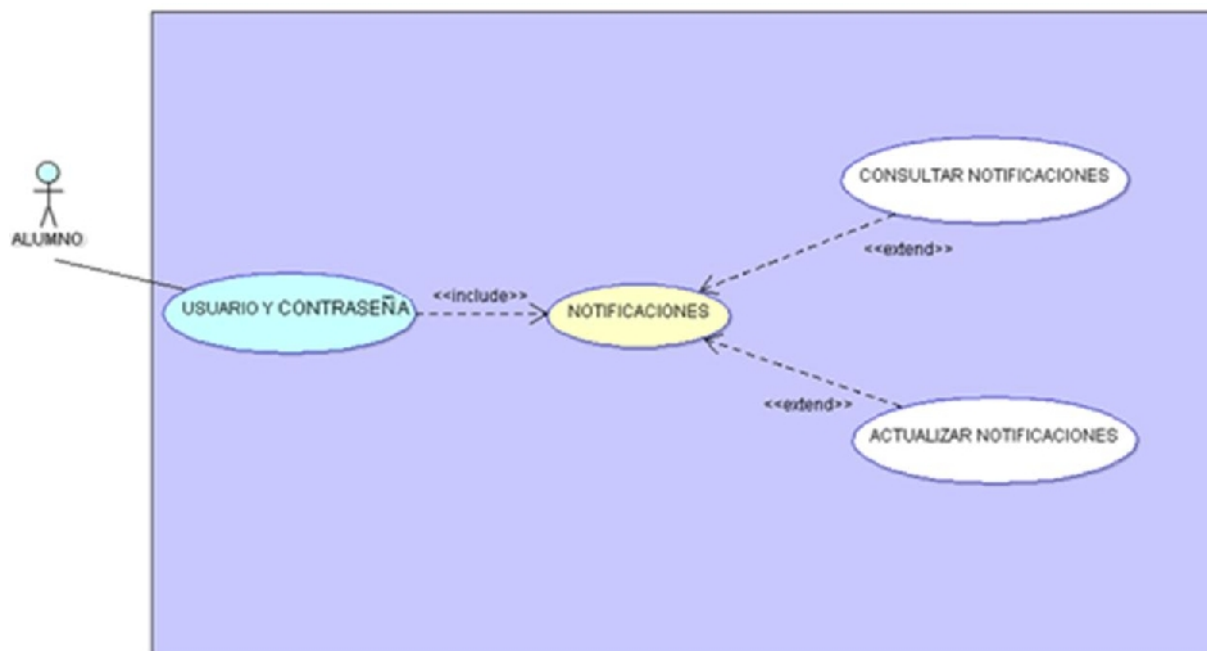 CONSULTAR NOTIFICACIONES
ALUMNO
<<extend>>
USUARIO Y CONTRASEÑA
<<include>>
NOTIFICACIONES
<<extend>>
ACTUALIZAR NOTIFICACIONES